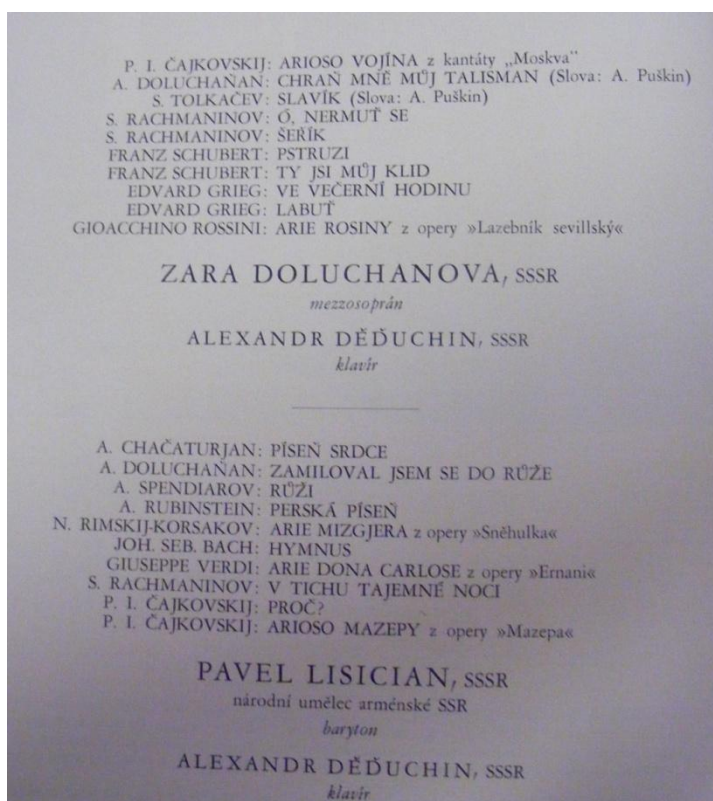 P. I. ČAJKOVSKIJ: ARIOSO VOJÍNA z kantáty „Moskva"
A. DOLUCHAŇAN: CHRAŇ MNĚ MŮJ TALISMAN (Slova: A. Puškin)
S. TOLKAČEV: SLAVÍK (Slova: A. Puškin)
S. RACHMANINOV: Ó, NERMUŤ SE
S. RACHMANINOV: ŠEŘÍK
FRANZ SCHUBERT: PSTRUZI
FRANZ SCHUBERT: TY JSI MŮJ KLID
EDVARD GRIEG: VE VEČERNÍ HODINU
EDVARD GRIEG: LABUŤ
GIOACCHINO ROSSINI: ARIE ROSINY z opery »Lazebník sevillský«
ZARA DOLUCHANOVA, SSSR
mezzosoprán
ALEXANDR DĚĎUCHIN, SSSR
klavír
A. CHAČATURJAN: PÍSEŇ SRDCE
A. DOLUCHAŇAN: ZAMILOVAL JSEM SE DO RŮŽE
A. SPENDIAROV: RŮŽI
A. RUBINSTEIN: PERSKÁ PÍSEŇ
N. RIMSKIJ-KORSAKOV: ARIE MIZGJERA z opery »Sněhulka«
JOH. SEB. BACH: HYMNUS
GIUSEPPE VERDI: ARIE DONA CARLOSE z opery »Ernani«
S. RACHMANINOV: V TICHU TAJEMNÉ NOCI
P. I. ČAJKOVSKIJ: PROČ?
P. I. ČAJKOVSKIJ: ARIOSO MAZEPY z opery »Mazepa«
PAVEL LISICIAN, SSSR
národní umělec arménské SSR
baryton
ALEXANDR DĚĎUCHIN, SSSR
klavír